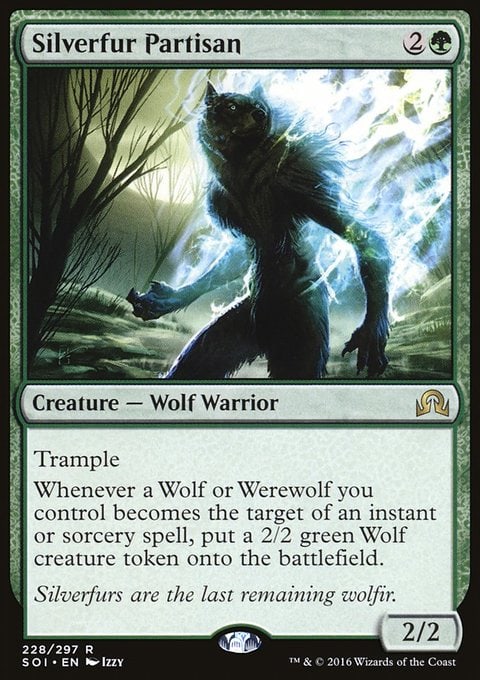 Silverfur Partisan 2
Creature — Wolf Warrior
Trample
Whenever a Wolf or Werewolf you
control becomes the target of an instant
or sorcery spell, put a 2/2 green Wolf
creature token onto the battlefield.
Silverfurs are the last remaining wolfir.
2/2
228/297 R
SOI • EN Izzy
™ & © 2016 Wizards of the Coast